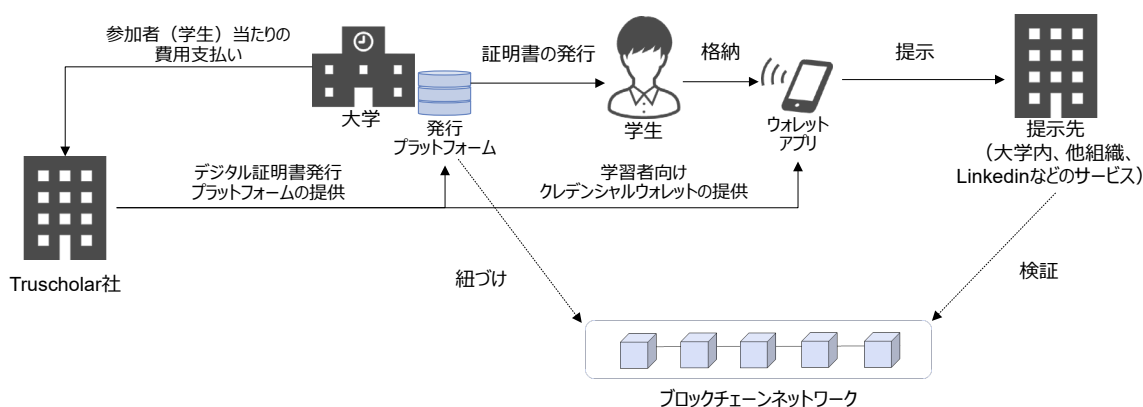 参加者（学生）当たりの
費用支払い
証明書の発行
格納
提示
大学
発行
プラットフォーム
学生
ウォレット
アプリ
提示先
（大学内、他組織、
Linkedinなどのサービス）
デジタル証明書発行
プラットフォームの提供
学習者向け
クレデンシャルウォレットの提供
Truscholar社
紐づけ
検証
ブロックチェーンネットワーク